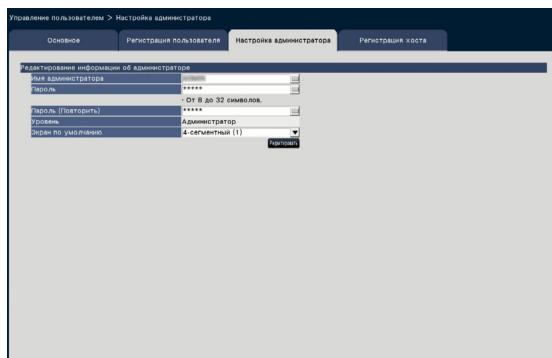 Управление пользователем > Настройка администратора
Основное
Регистрация пользователя
Настройка администратора
Регистрация хоста
Редактирование информации об администраторе
Имя администратора
Пароль *****
· От 8 до 32 символов.
Пароль (Повторить) *****
Уровень Администратор
Экран по умолчанию 4-сегментный (1)
Редактировать